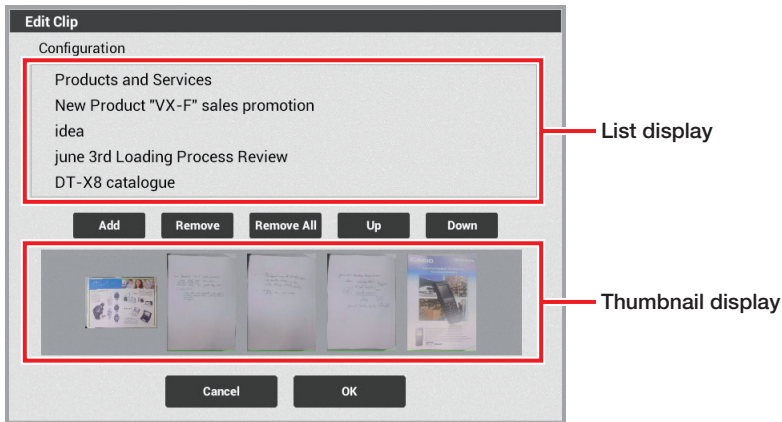 Edit Clip
Configuration
Products and Services
New Product "VX-F" sales promotion
idea
june 3rd Loading Process Review
DT-X8 catalogue
List display
Add Remove Remove All Up Down
Thumbnail display
Cancel OK